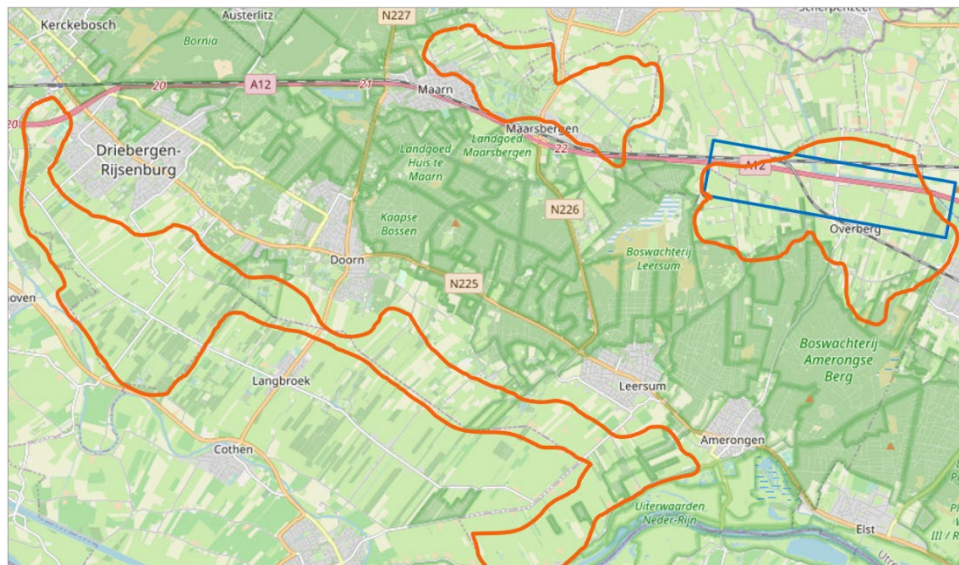 Kerckebosch
Austerlitz
N227
Bornia
20
A12
21
Maarn
20
Driebergen-
Rijsenburg
Maarsbergen
Landgoed
Maarsbergen
22
A12
Landgoed
Huis te
Maarn
Kaapse
Bossen
N226
Overberg
Doorn
Boswachterij
Leersum
N225
Boswachterij
Amerongse
Berg
Langbroek
Leersum
Amerongen
Cothen
Uiterwaarden
Neder-Rijn
Elst
III / R